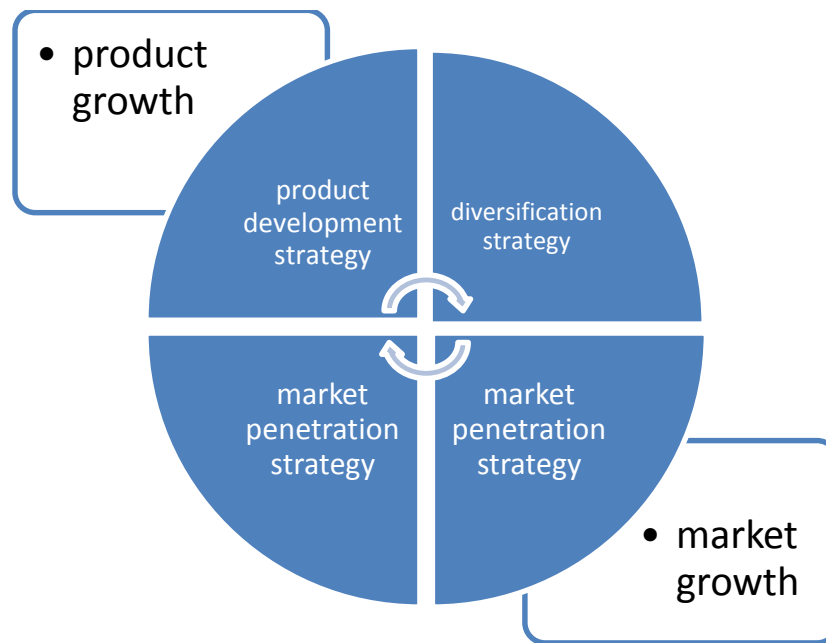 • product
growth
product
development
strategy
diversification
strategy
market
penetration
strategy
market
penetration
strategy
• market
growth